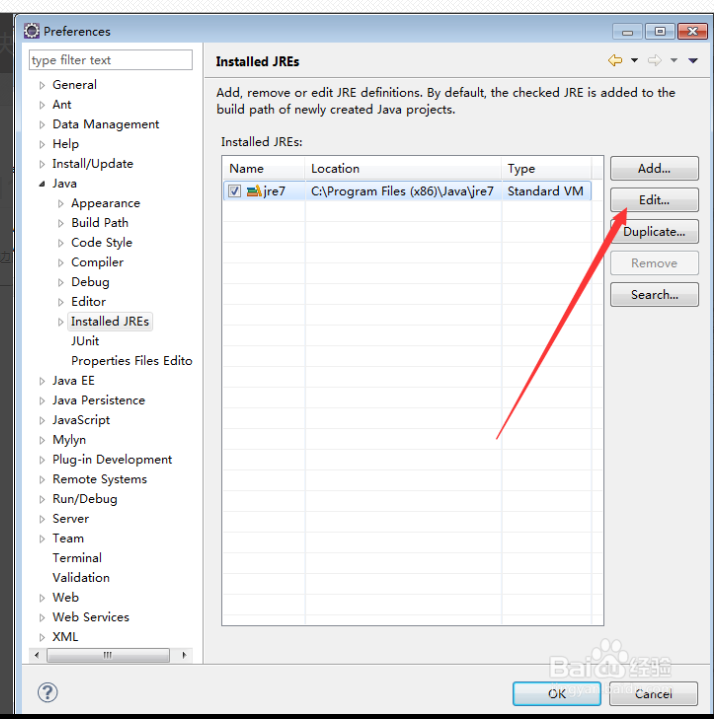 Preferences
type filter text
General
Ant
Data Management
Help
Install/Update
Java
Appearance
Build Path
Code Style
Compiler
Debug
Editor
Installed JREs
JUnit
Properties Files Edito
Java EE
Java Persistence
JavaScript
Mylyn
Plug-in Development
Remote Systems
Run/Debug
Server
Team
Terminal
Validation
Web
Web Services
XML
Installed JREs
Add, remove or edit JRE definitions. By default, the checked JRE is added to the
build path of newly created Java projects.
Installed JREs:
Name Location Type
jre7 C:\Program Files (x86)\Java\jre7 Standard VM
Add...
Edit...
Duplicate...
Remove
Search...
Baidu 经验
OK Cancel